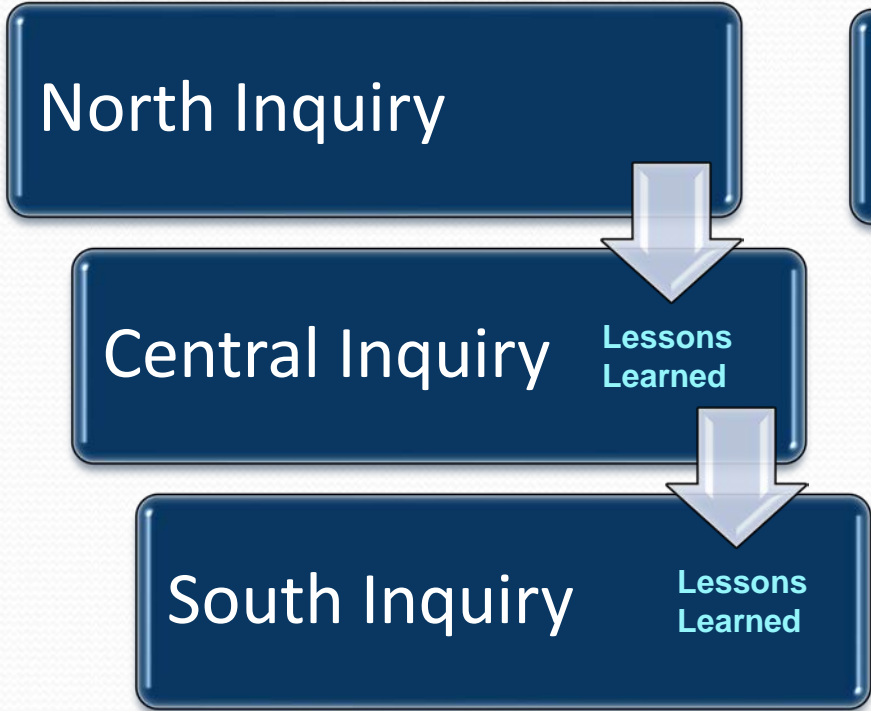 North Inquiry
Central Inquiry
Lessons
Learned
South Inquiry
Lessons
Learned